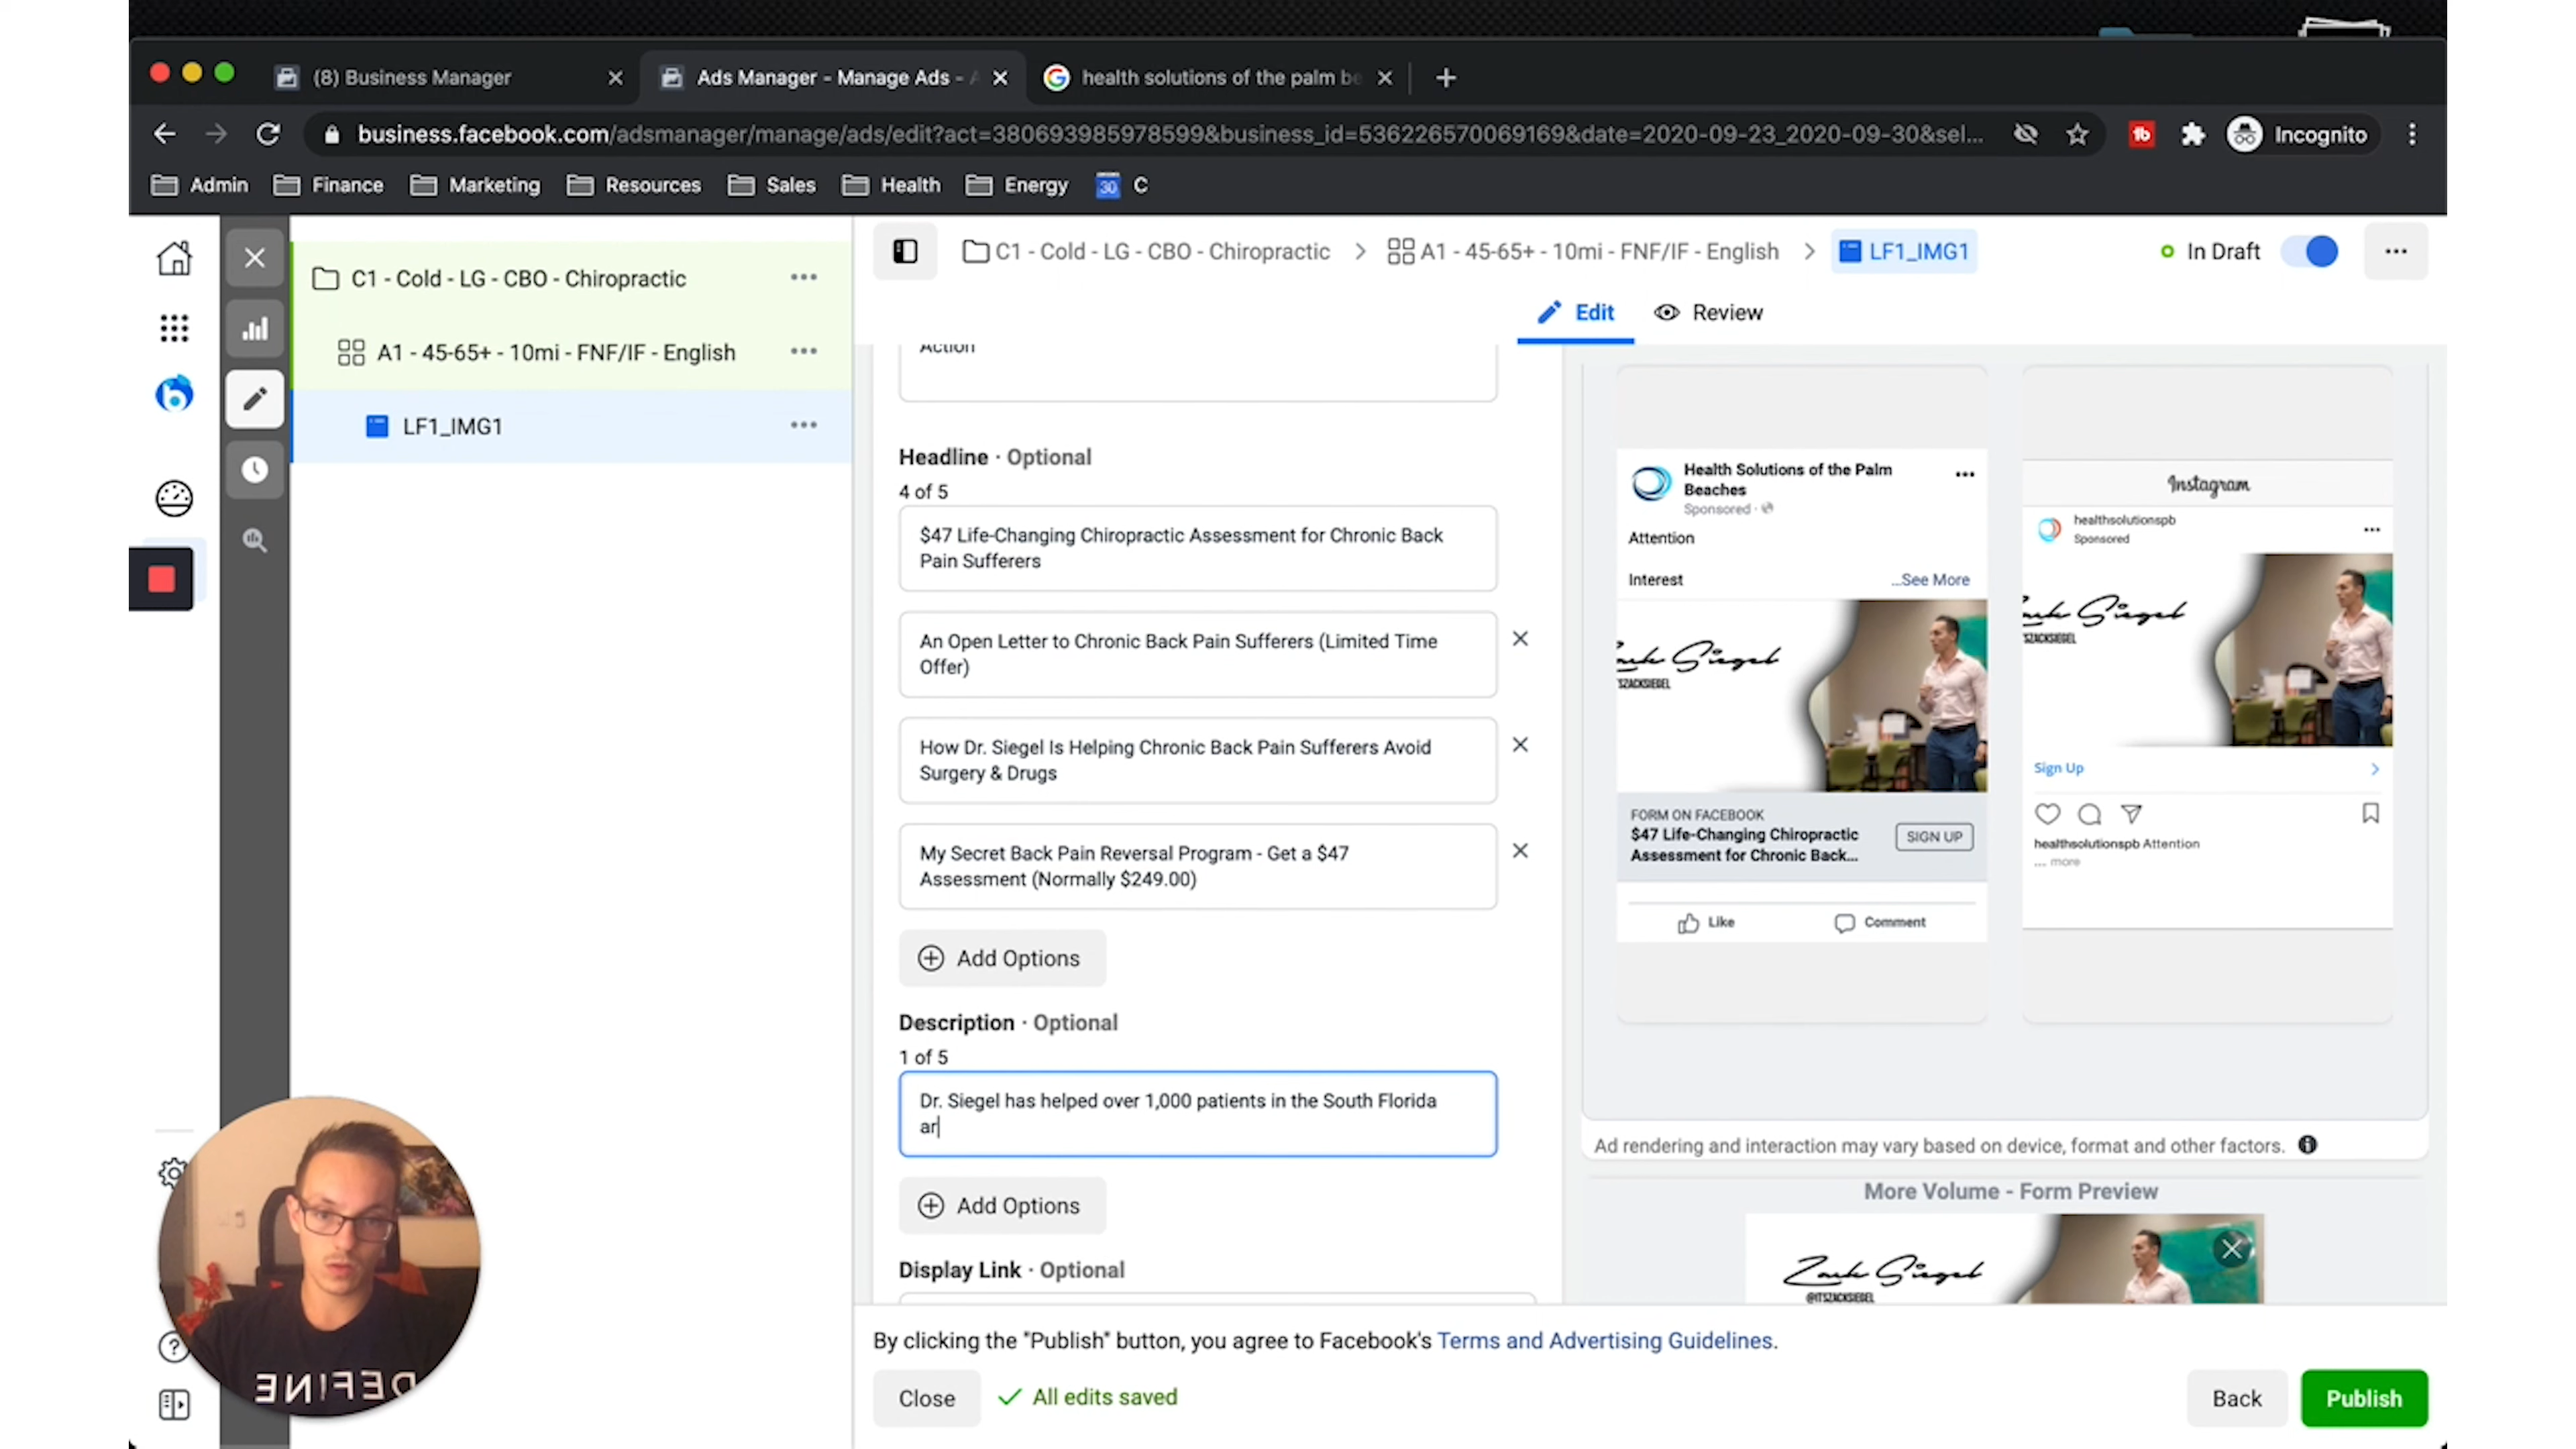 (8) Business Manager
Ads Manager - Manage Ads -
health solutions of the palm be
business.facebook.com/adsmanager/manage/ads/edit?act=380693985978599&business_id=536226570069169&date=2020-09-23_2020-09-30&sel...
Incognito
Admin
Finance
Marketing
Resources
Sales
Health
Energy
30
C
C1 - Cold - LG - CBO - Chiropractic
A1 - 45-65+ - 10mi - FNF/IF - English
LF1_IMG1
C1 - Cold - LG - CBO - Chiropractic
A1 - 45-65+ - 10mi - FNF/IF - English
LF1_IMG1
In Draft
Edit
Review
Action
Headline · Optional
4 of 5
$47 Life-Changing Chiropractic Assessment for Chronic Back
Pain Sufferers
An Open Letter to Chronic Back Pain Sufferers (Limited Time
Offer)
How Dr. Siegel Is Helping Chronic Back Pain Sufferers Avoid
Surgery & Drugs
My Secret Back Pain Reversal Program - Get a $47
Assessment (Normally $249.00)
Add Options
Description · Optional
1 of 5
Dr. Siegel has helped over 1,000 patients in the South Florida
ar
Add Options
Display Link · Optional
Health Solutions of the Palm
Beaches
Sponsored ·
Attention
Interest
...See More
Siegel
FORM ON FACEBOOK
$47 Life-Changing Chiropractic
Assessment for Chronic Back...
SIGN UP
Like
Comment
Instagram
healthsolutionspb
Sponsored
Siegel
Sign Up
healthsolutionspb Attention
... more
Ad rendering and interaction may vary based on device, format and other factors.
More Volume - Form Preview
Zack Siegel
@ITSZACKSIEGEL
By clicking the "Publish" button, you agree to Facebook's Terms and Advertising Guidelines.
Close
All edits saved
Back
Publish
DEFINE